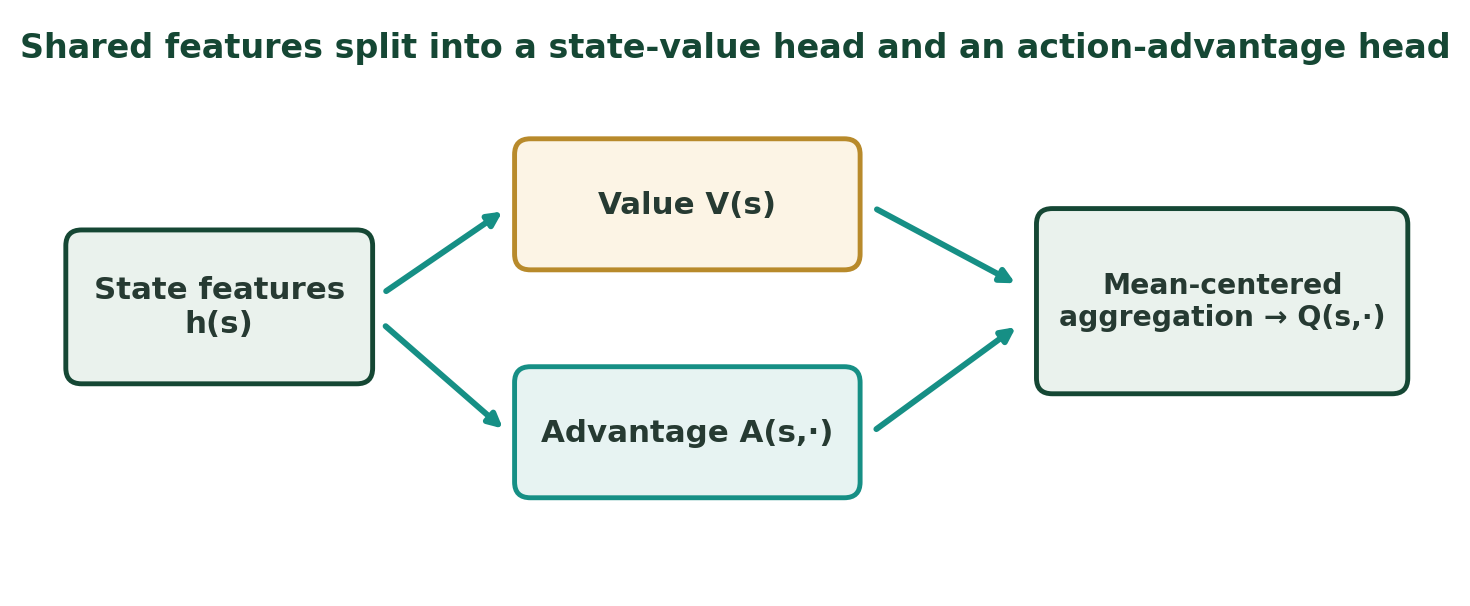 Shared features split into a state-value head and an action-advantage head
State features
h(s)
Value V(s)
Advantage A(s,·)
Mean-centered
aggregation → Q(s,·)